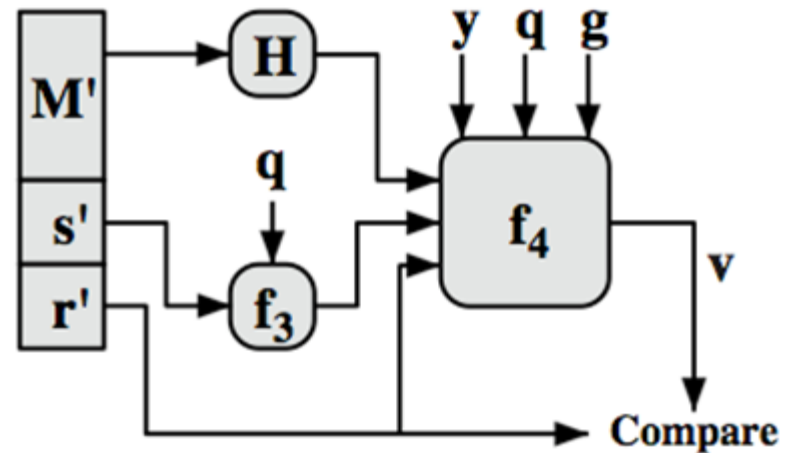 y q g
M' H
q
s' f₄
v
r' f₃
Compare